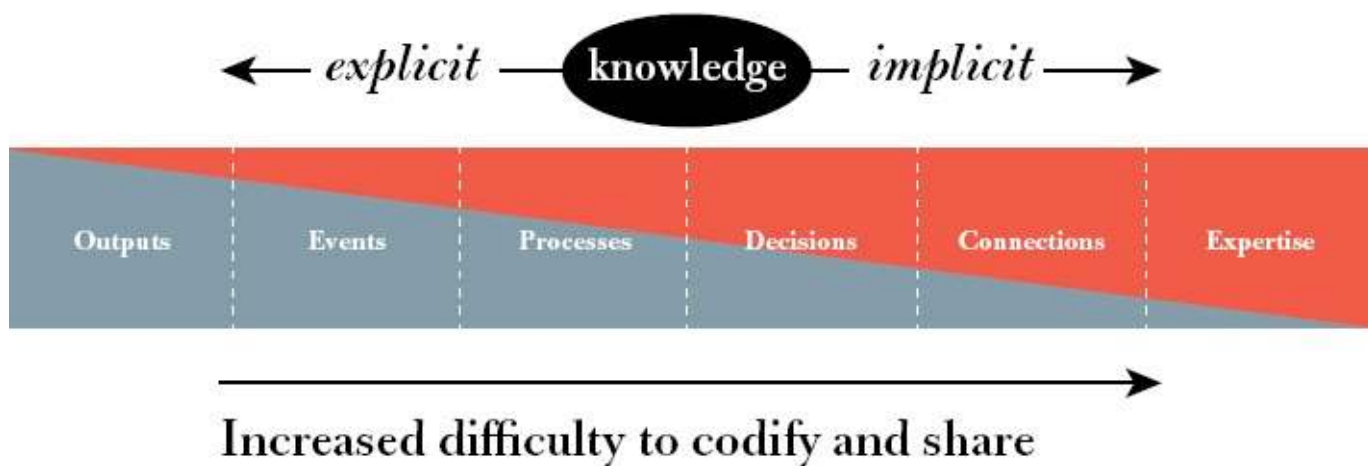 explicit knowledge implicit
Outputs Events Processes Decisions Connections Expertise
Increased difficulty to codify and share